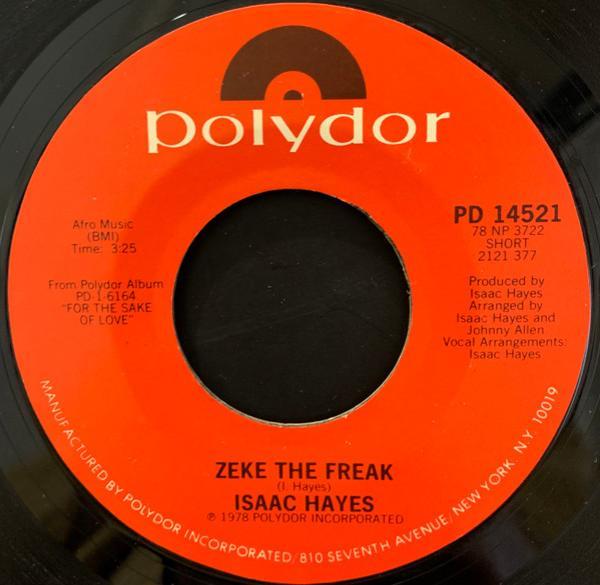 polydor
Afro Music
(BMI)
Time: 3:25
From Polydor Album
PD-1-6164
"FOR THE SAKE
OF LOVE"
PD 14521
78 NP 3722
SHORT
2121 377
Produced by
Isaac Hayes
Arranged by
Isaac Hayes and
Johnny Allen
Vocal Arrangements:
Isaac Hayes
ZEKE THE FREAK
(I. Hayes)
ISAAC HAYES
℗ 1978 POLYDOR INCORPORATED
MANUFACTURED BY POLYDOR INCORPORATED/810 SEVENTH AVENUE/NEW YORK, N.Y. 10019